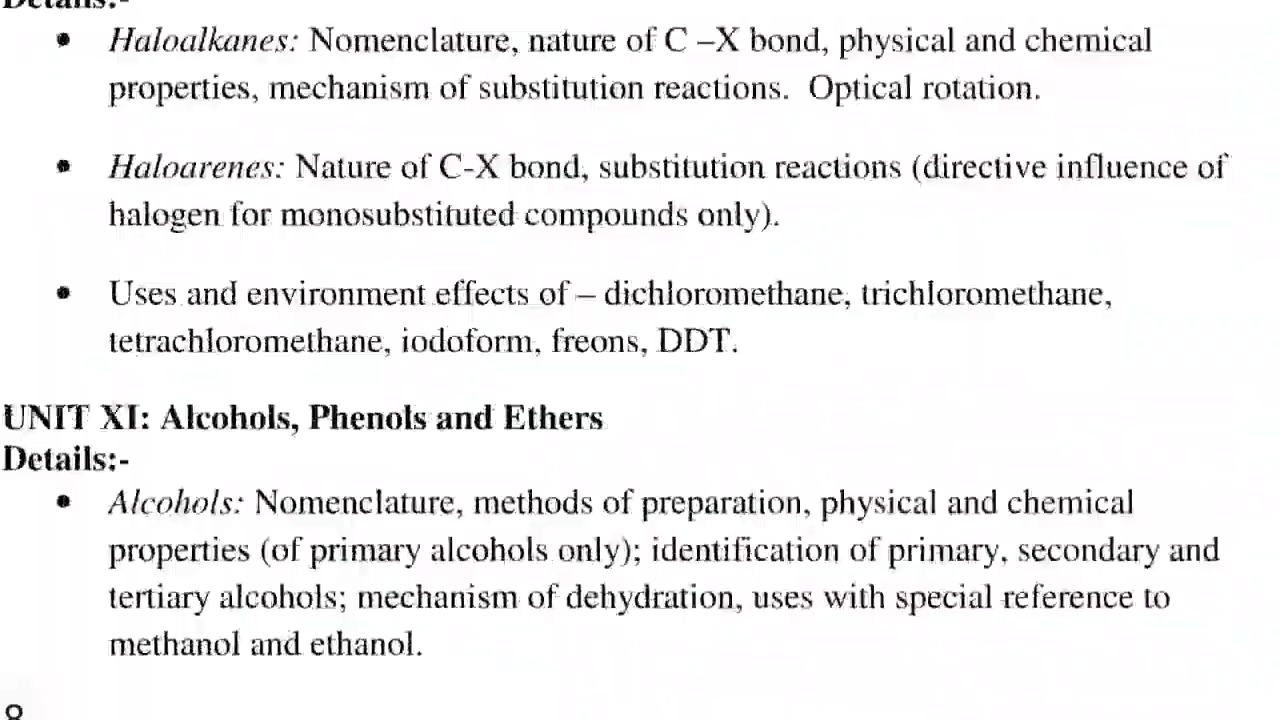 Details:-
• Haloalkanes: Nomenclature, nature of C –X bond, physical and chemical
properties, mechanism of substitution reactions. Optical rotation.
• Haloarenes: Nature of C-X bond, substitution reactions (directive influence of
halogen for monosubstituted compounds only).
• Uses and environment effects of – dichloromethane, trichloromethane,
tetrachloromethane, iodoform, freons, DDT.
UNIT XI: Alcohols, Phenols and Ethers
Details:-
• Alcohols: Nomenclature, methods of preparation, physical and chemical
properties (of primary alcohols only); identification of primary, secondary and
tertiary alcohols; mechanism of dehydration, uses with special reference to
methanol and ethanol.
8